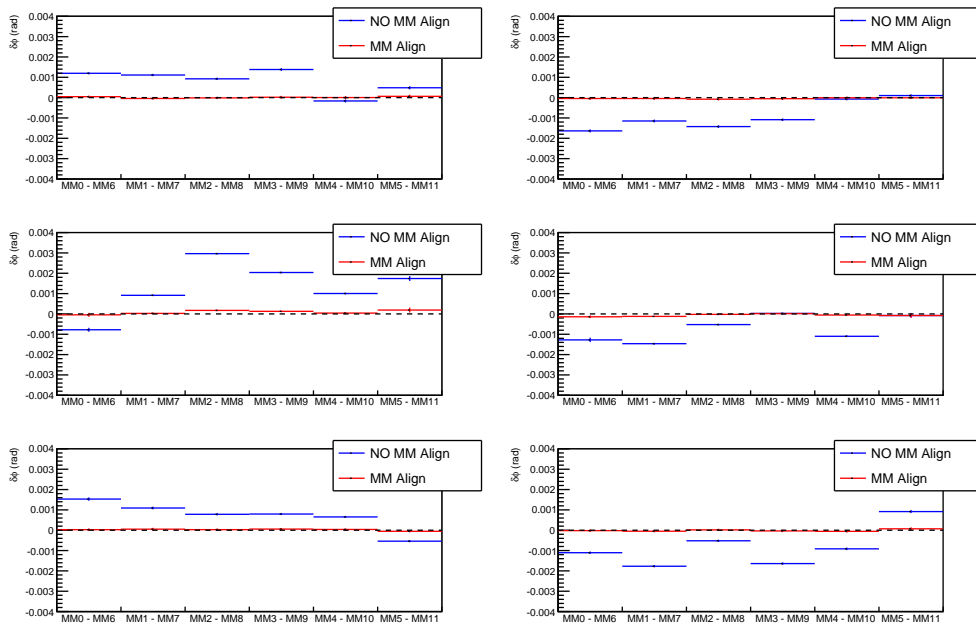 δϕ (rad)
0.004
0.003
0.002
0.001
0
-0.001
-0.002
-0.003
-0.004
MM0 - MM6 MM1 - MM7 MM2 - MM8 MM3 - MM9 MM4 - MM10 MM5 - MM11
NO MM Align
MM Align
δϕ (rad)
0.004
0.003
0.002
0.001
0
-0.001
-0.002
-0.003
-0.004
MM0 - MM6 MM1 - MM7 MM2 - MM8 MM3 - MM9 MM4 - MM10 MM5 - MM11
NO MM Align
MM Align
δϕ (rad)
0.004
0.003
0.002
0.001
0
-0.001
-0.002
-0.003
-0.004
MM0 - MM6 MM1 - MM7 MM2 - MM8 MM3 - MM9 MM4 - MM10 MM5 - MM11
NO MM Align
MM Align
δϕ (rad)
0.004
0.003
0.002
0.001
0
-0.001
-0.002
-0.003
-0.004
MM0 - MM6 MM1 - MM7 MM2 - MM8 MM3 - MM9 MM4 - MM10 MM5 - MM11
NO MM Align
MM Align
δϕ (rad)
0.004
0.003
0.002
0.001
0
-0.001
-0.002
-0.003
-0.004
MM0 - MM6 MM1 - MM7 MM2 - MM8 MM3 - MM9 MM4 - MM10 MM5 - MM11
NO MM Align
MM Align
δϕ (rad)
0.004
0.003
0.002
0.001
0
-0.001
-0.002
-0.003
-0.004
MM0 - MM6 MM1 - MM7 MM2 - MM8 MM3 - MM9 MM4 - MM10 MM5 - MM11
NO MM Align
MM Align